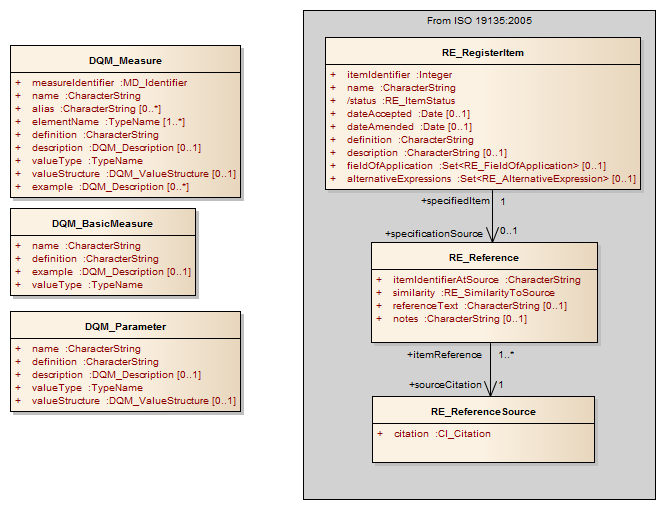 DQM_Measure
+ measureIdentifier :MD_Identifier
+ name :CharacterString
+ alias :CharacterString [0..*]
+ elementName :TypeName [1..*]
+ definition :CharacterString
+ description :DQM_Description [0..1]
+ valueType :TypeName
+ valueStructure :DQM_ValueStructure [0..1]
+ example :DQM_Description [0..*]
DQM_BasicMeasure
+ name :CharacterString
+ definition :CharacterString
+ example :DQM_Description [0..1]
+ valueType :TypeName
DQM_Parameter
+ name :CharacterString
+ definition :CharacterString
+ description :DQM_Description [0..1]
+ valueType :TypeName
+ valueStructure :DQM_ValueStructure [0..1]
From ISO 19135:2005
RE_RegisterItem
+ itemIdentifier :Integer
+ name :CharacterString
+ /status :RE_ItemStatus
+ dateAccepted :Date [0..1]
+ dateAmended :Date [0..1]
+ definition :CharacterString
+ description :CharacterString [0..1]
+ fieldOfApplication :Set<RE_FieldOfApplication> [0..1]
+ alternativeExpressions :Set<RE_AlternativeExpression> [0..1]
+specifiedItem 1
+specificationSource 0..1
RE_Reference
+ itemIdentifierAtSource :CharacterString
+ similarity :RE_SimilarityToSource
+ referenceText :CharacterString [0..1]
+ notes :CharacterString [0..1]
+itemReference 1..*
+sourceCitation 1
RE_ReferenceSource
+ citation :CI_Citation